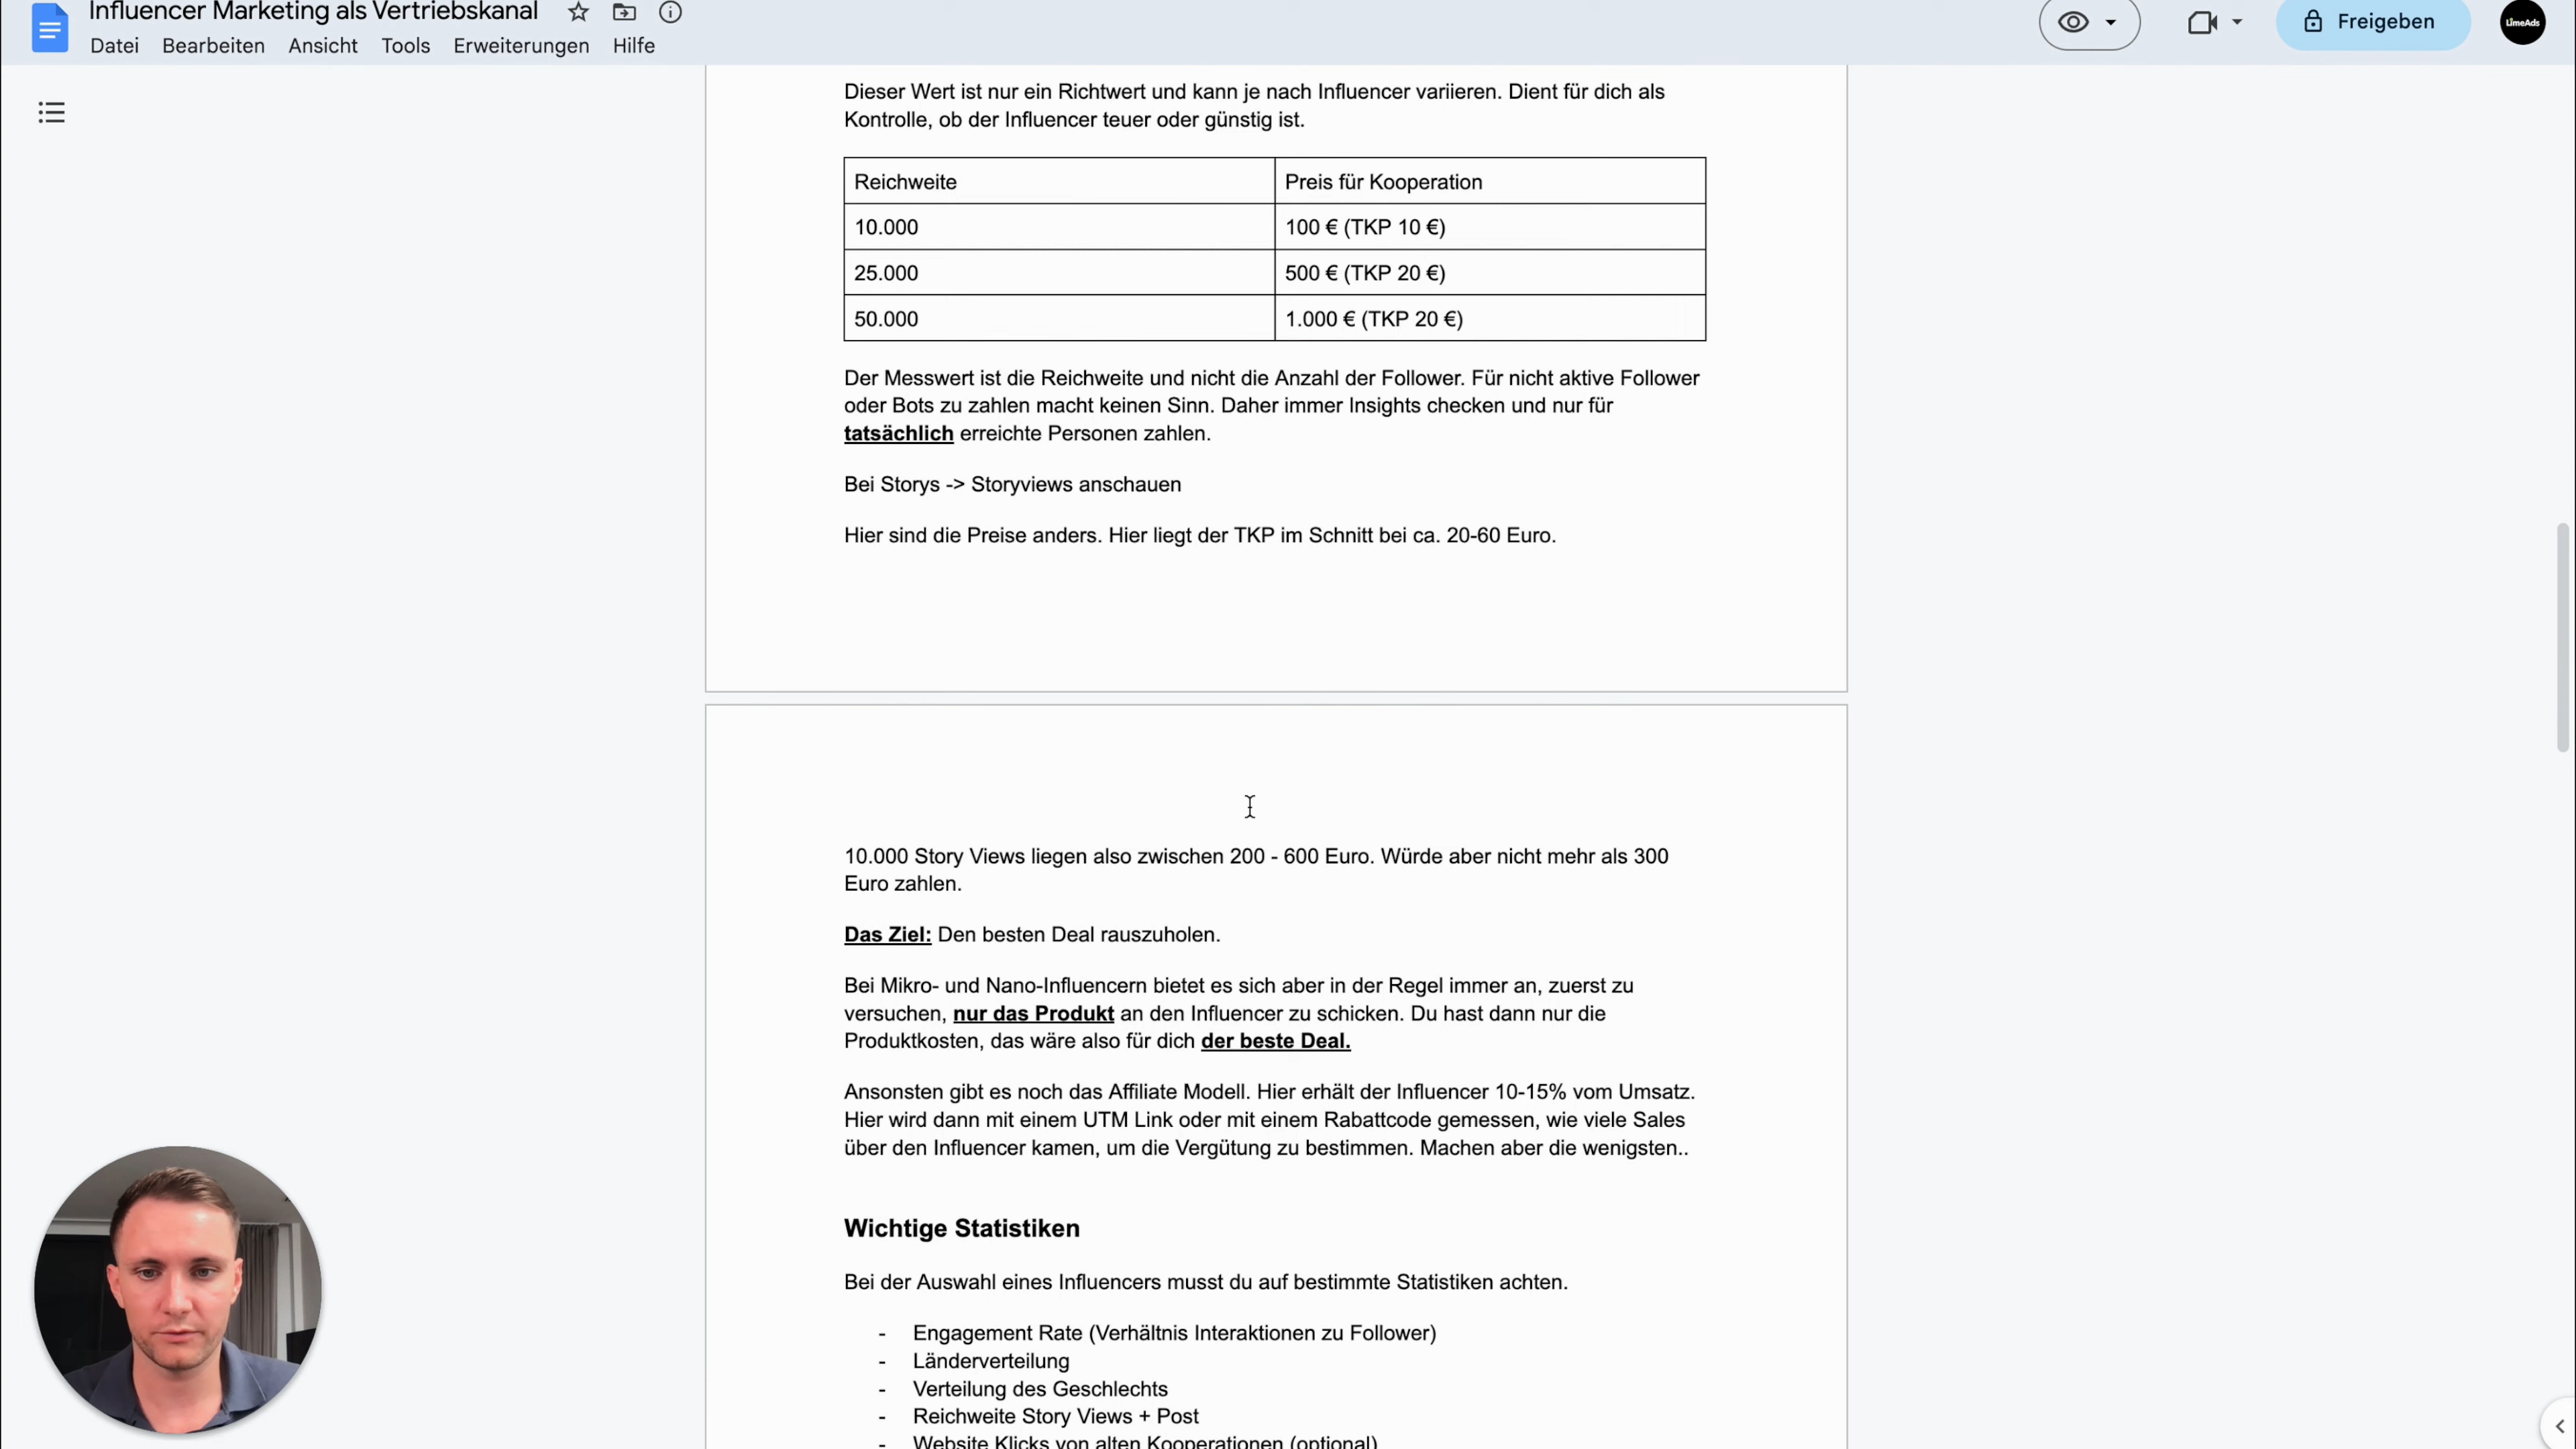 Influencer Marketing als Vertriebskanal
Datei Bearbeiten Ansicht Tools Erweiterungen Hilfe
Freigeben
LimeAds
Dieser Wert ist nur ein Richtwert und kann je nach Influencer variieren. Dient für dich als
Kontrolle, ob der Influencer teuer oder günstig ist.
Reichweite Preis für Kooperation
10.000 100 € (TKP 10 €)
25.000 500 € (TKP 20 €)
50.000 1.000 € (TKP 20 €)
Der Messwert ist die Reichweite und nicht die Anzahl der Follower. Für nicht aktive Follower
oder Bots zu zahlen macht keinen Sinn. Daher immer Insights checken und nur für
tatsächlich erreichte Personen zahlen.
Bei Storys -> Storyviews anschauen
Hier sind die Preise anders. Hier liegt der TKP im Schnitt bei ca. 20-60 Euro.
10.000 Story Views liegen also zwischen 200 - 600 Euro. Würde aber nicht mehr als 300
Euro zahlen.
Das Ziel: Den besten Deal rauszuholen.
Bei Mikro- und Nano-Influencern bietet es sich aber in der Regel immer an, zuerst zu
versuchen, nur das Produkt an den Influencer zu schicken. Du hast dann nur die
Produktkosten, das wäre also für dich der beste Deal.
Ansonsten gibt es noch das Affiliate Modell. Hier erhält der Influencer 10-15% vom Umsatz.
Hier wird dann mit einem UTM Link oder mit einem Rabattcode gemessen, wie viele Sales
über den Influencer kamen, um die Vergütung zu bestimmen. Machen aber die wenigsten..
Wichtige Statistiken
Bei der Auswahl eines Influencers musst du auf bestimmte Statistiken achten.
- Engagement Rate (Verhältnis Interaktionen zu Follower)
- Länderverteilung
- Verteilung des Geschlechts
- Reichweite Story Views + Post
- Website Klicks von alten Kooperationen (optional)